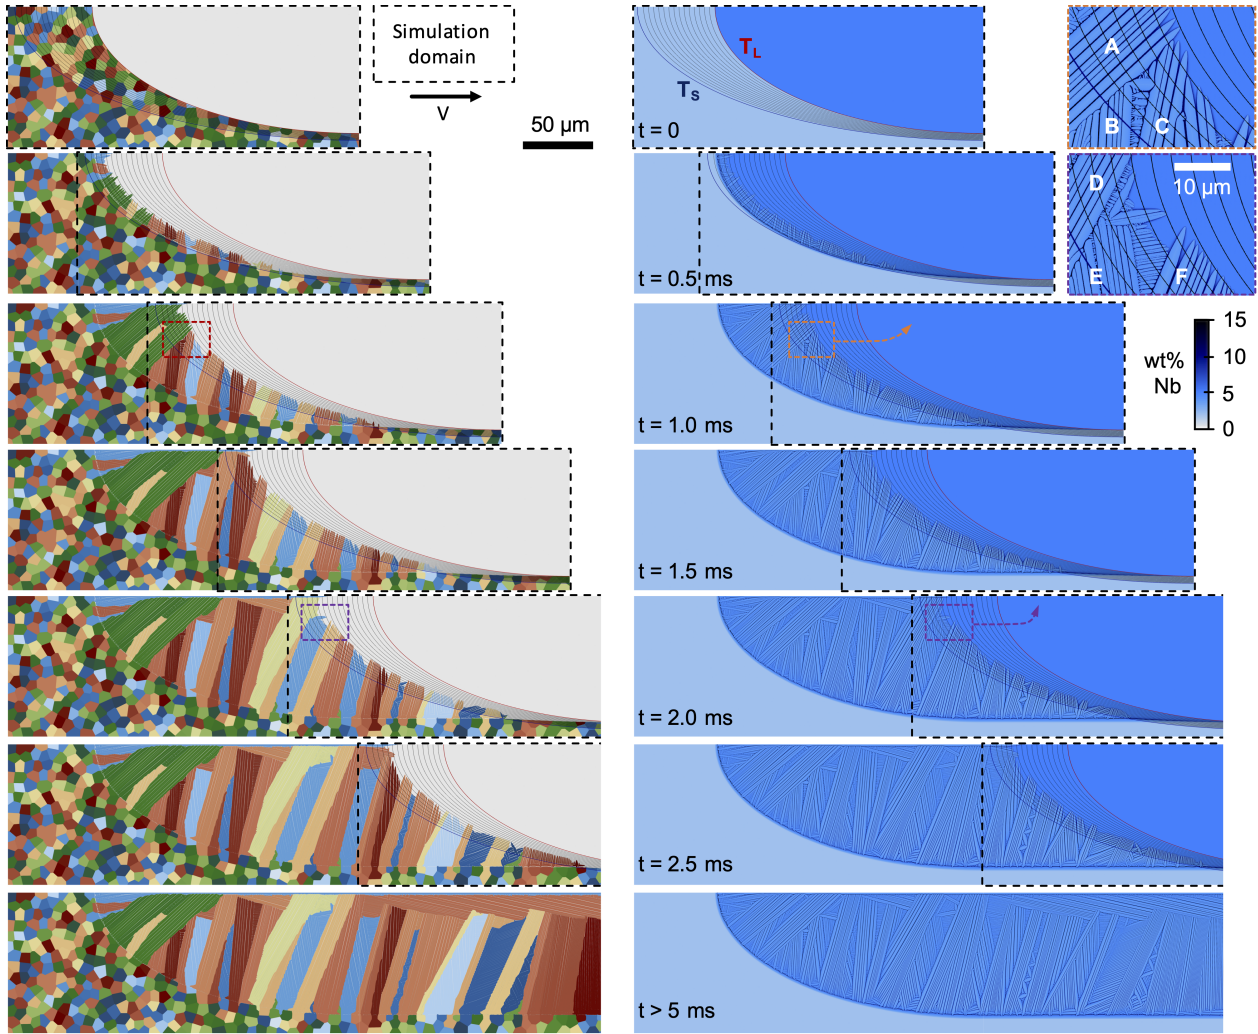 Simulation
domain
V
50 µm
T_L
T_S
t = 0
A
B
C
t = 0.5 ms
D
10 µm
E
F
t = 1.0 ms
wt%
Nb
15
10
5
0
t = 1.5 ms
t = 2.0 ms
t = 2.5 ms
t > 5 ms